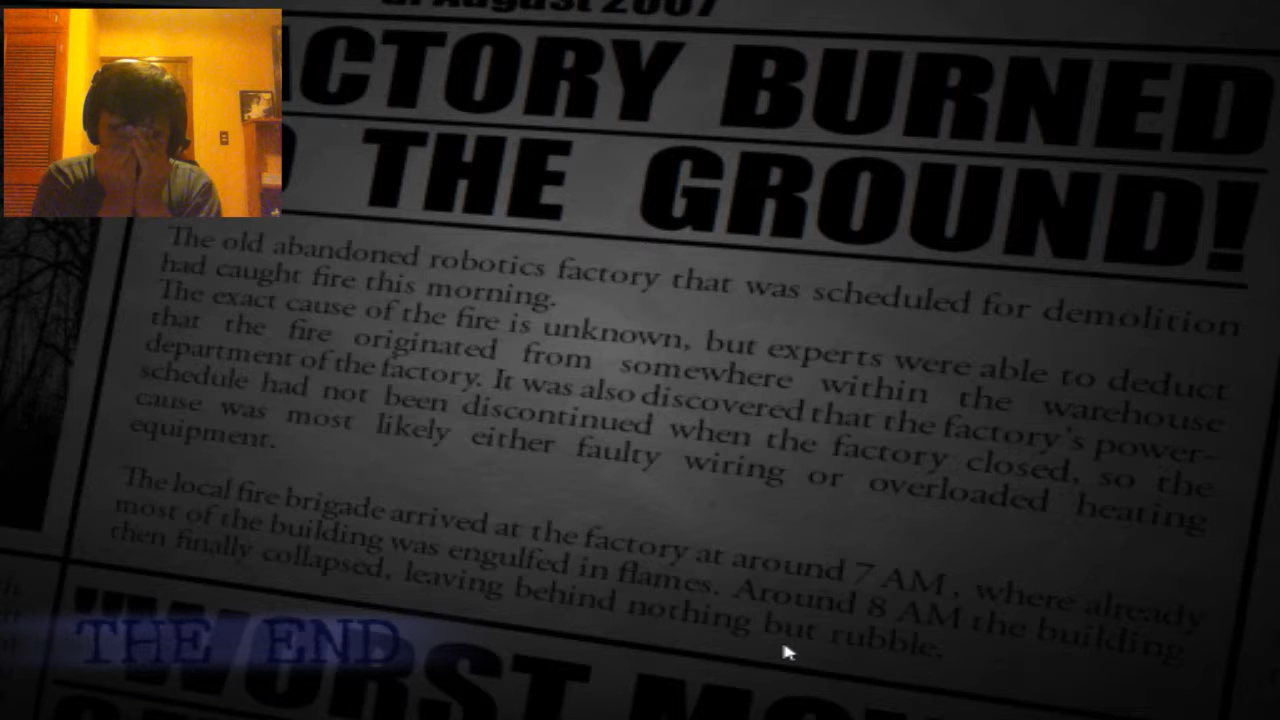 August 2007
ACTORY BURNED
THE GROUND!
The old abandoned robotics factory that was scheduled for demolition
had caught fire this morning.
The exact cause of the fire is unknown, but experts were able to deduct
that the fire originated from somewhere within the warehouse
department of the factory. It was also discovered that the factory's power-
schedule had not been discontinued when the factory closed, so the
cause was most likely either faulty wiring or overloaded heating
equipment.
The local fire brigade arrived at the factory at around 7 AM, where already
most of the building was engulfed in flames. Around 8 AM the building
then finally collapsed, leaving behind nothing but rubble.
THE END
"WORST